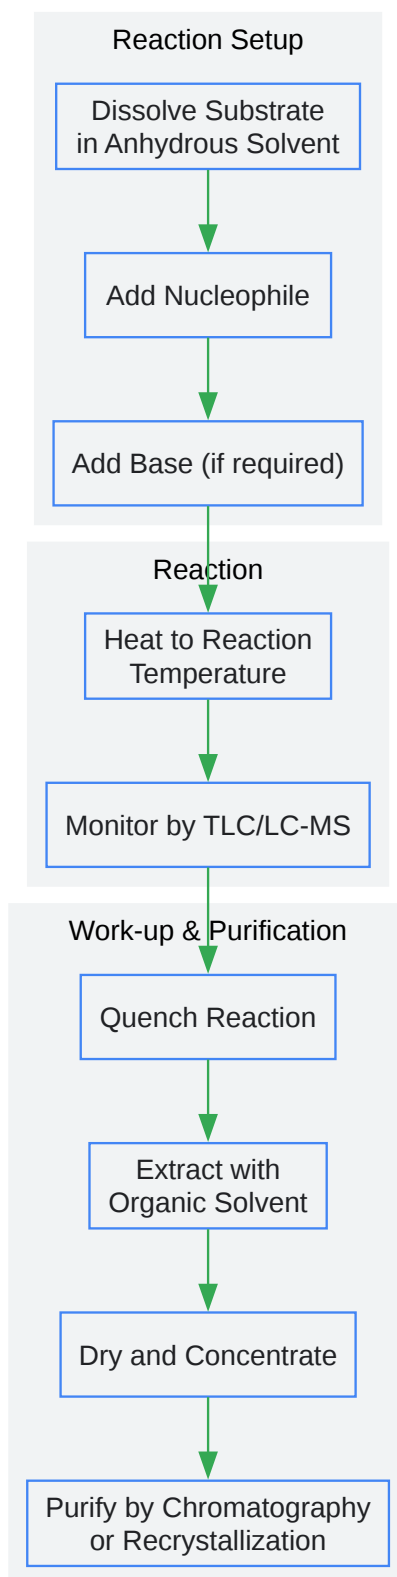 Reaction Setup
Dissolve Substrate
in Anhydrous Solvent
Add Nucleophile
Add Base (if required)
Reaction
Heat to Reaction
Temperature
Monitor by TLC/LC-MS
Work-up & Purification
Quench Reaction
Extract with
Organic Solvent
Dry and Concentrate
Purify by Chromatography
or Recrystallization